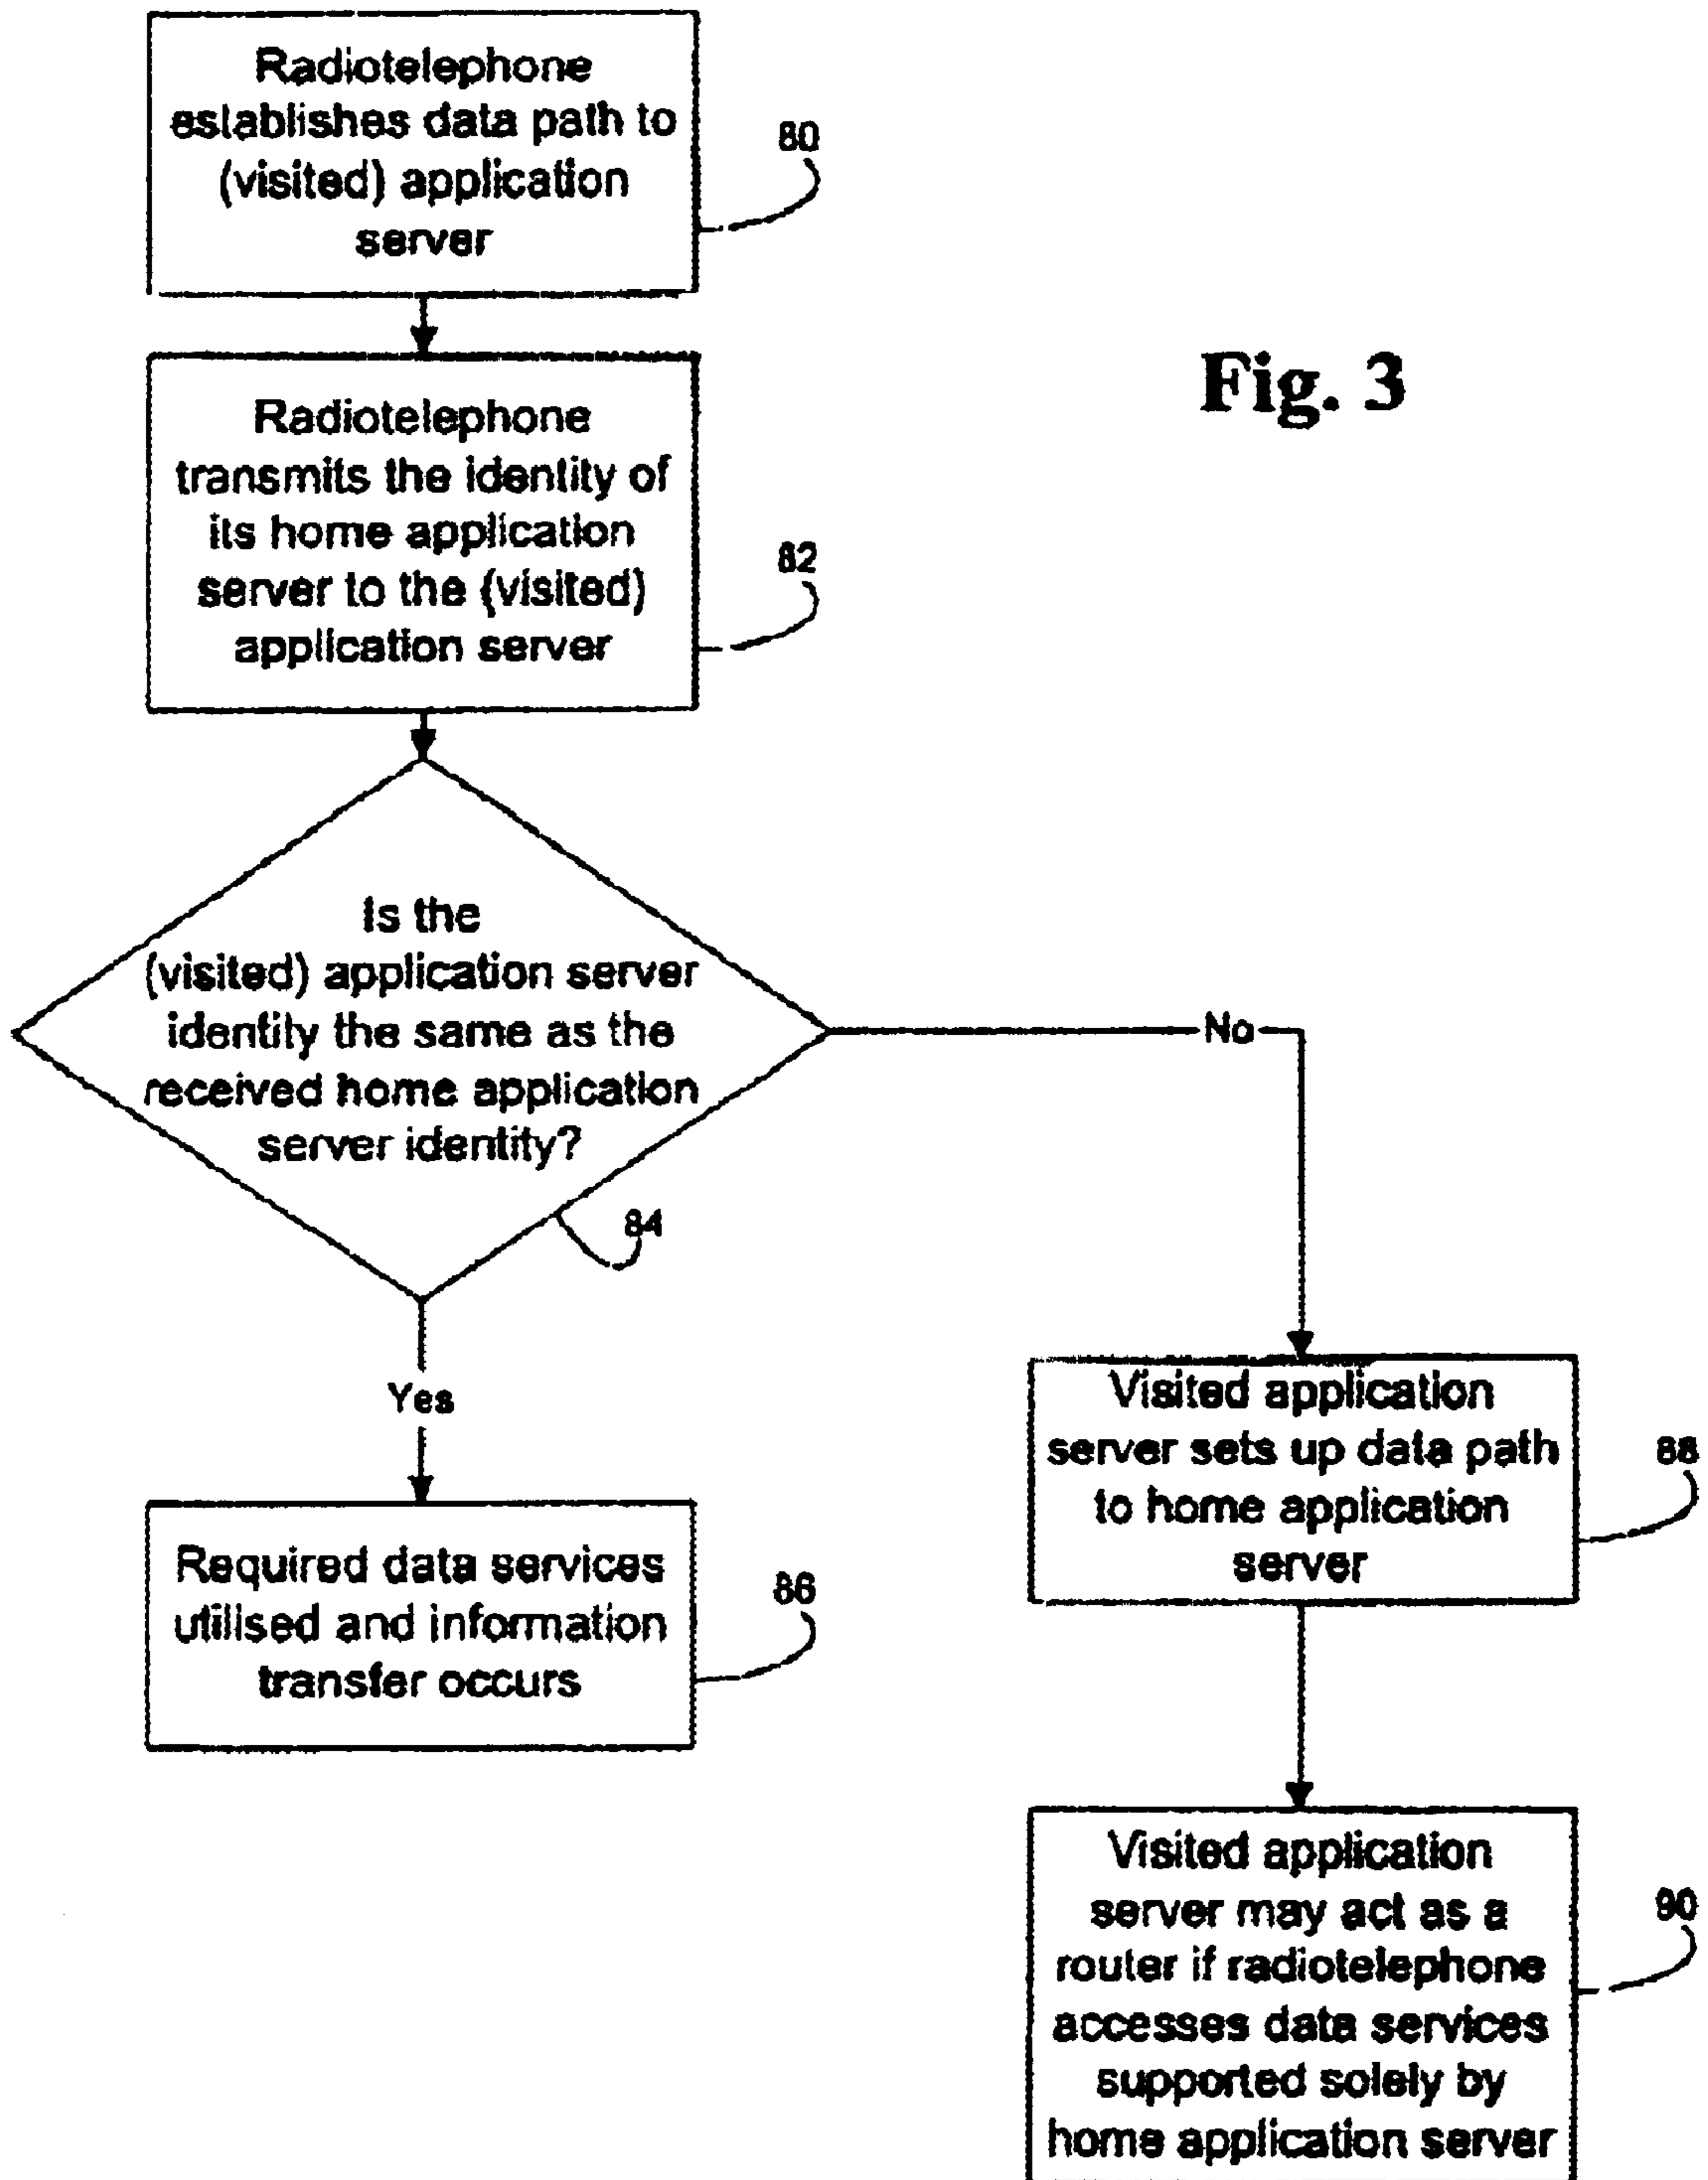 Radiotelephone
establishes data path to
(visited) application
server
80
Fig. 3
Radiotelephone
transmits the identity of
its home application
server to the (visited)
application server
82
Is the
(visited) application server
identity the same as the
received home application
server identity?
84
No
Yes
Visited application
server sets up data path
to home application
server
88
Required data services
utilised and information
transfer occurs
86
Visited application
server may act as a
router if radiotelephone
accesses data services
supported solely by
home application server
90